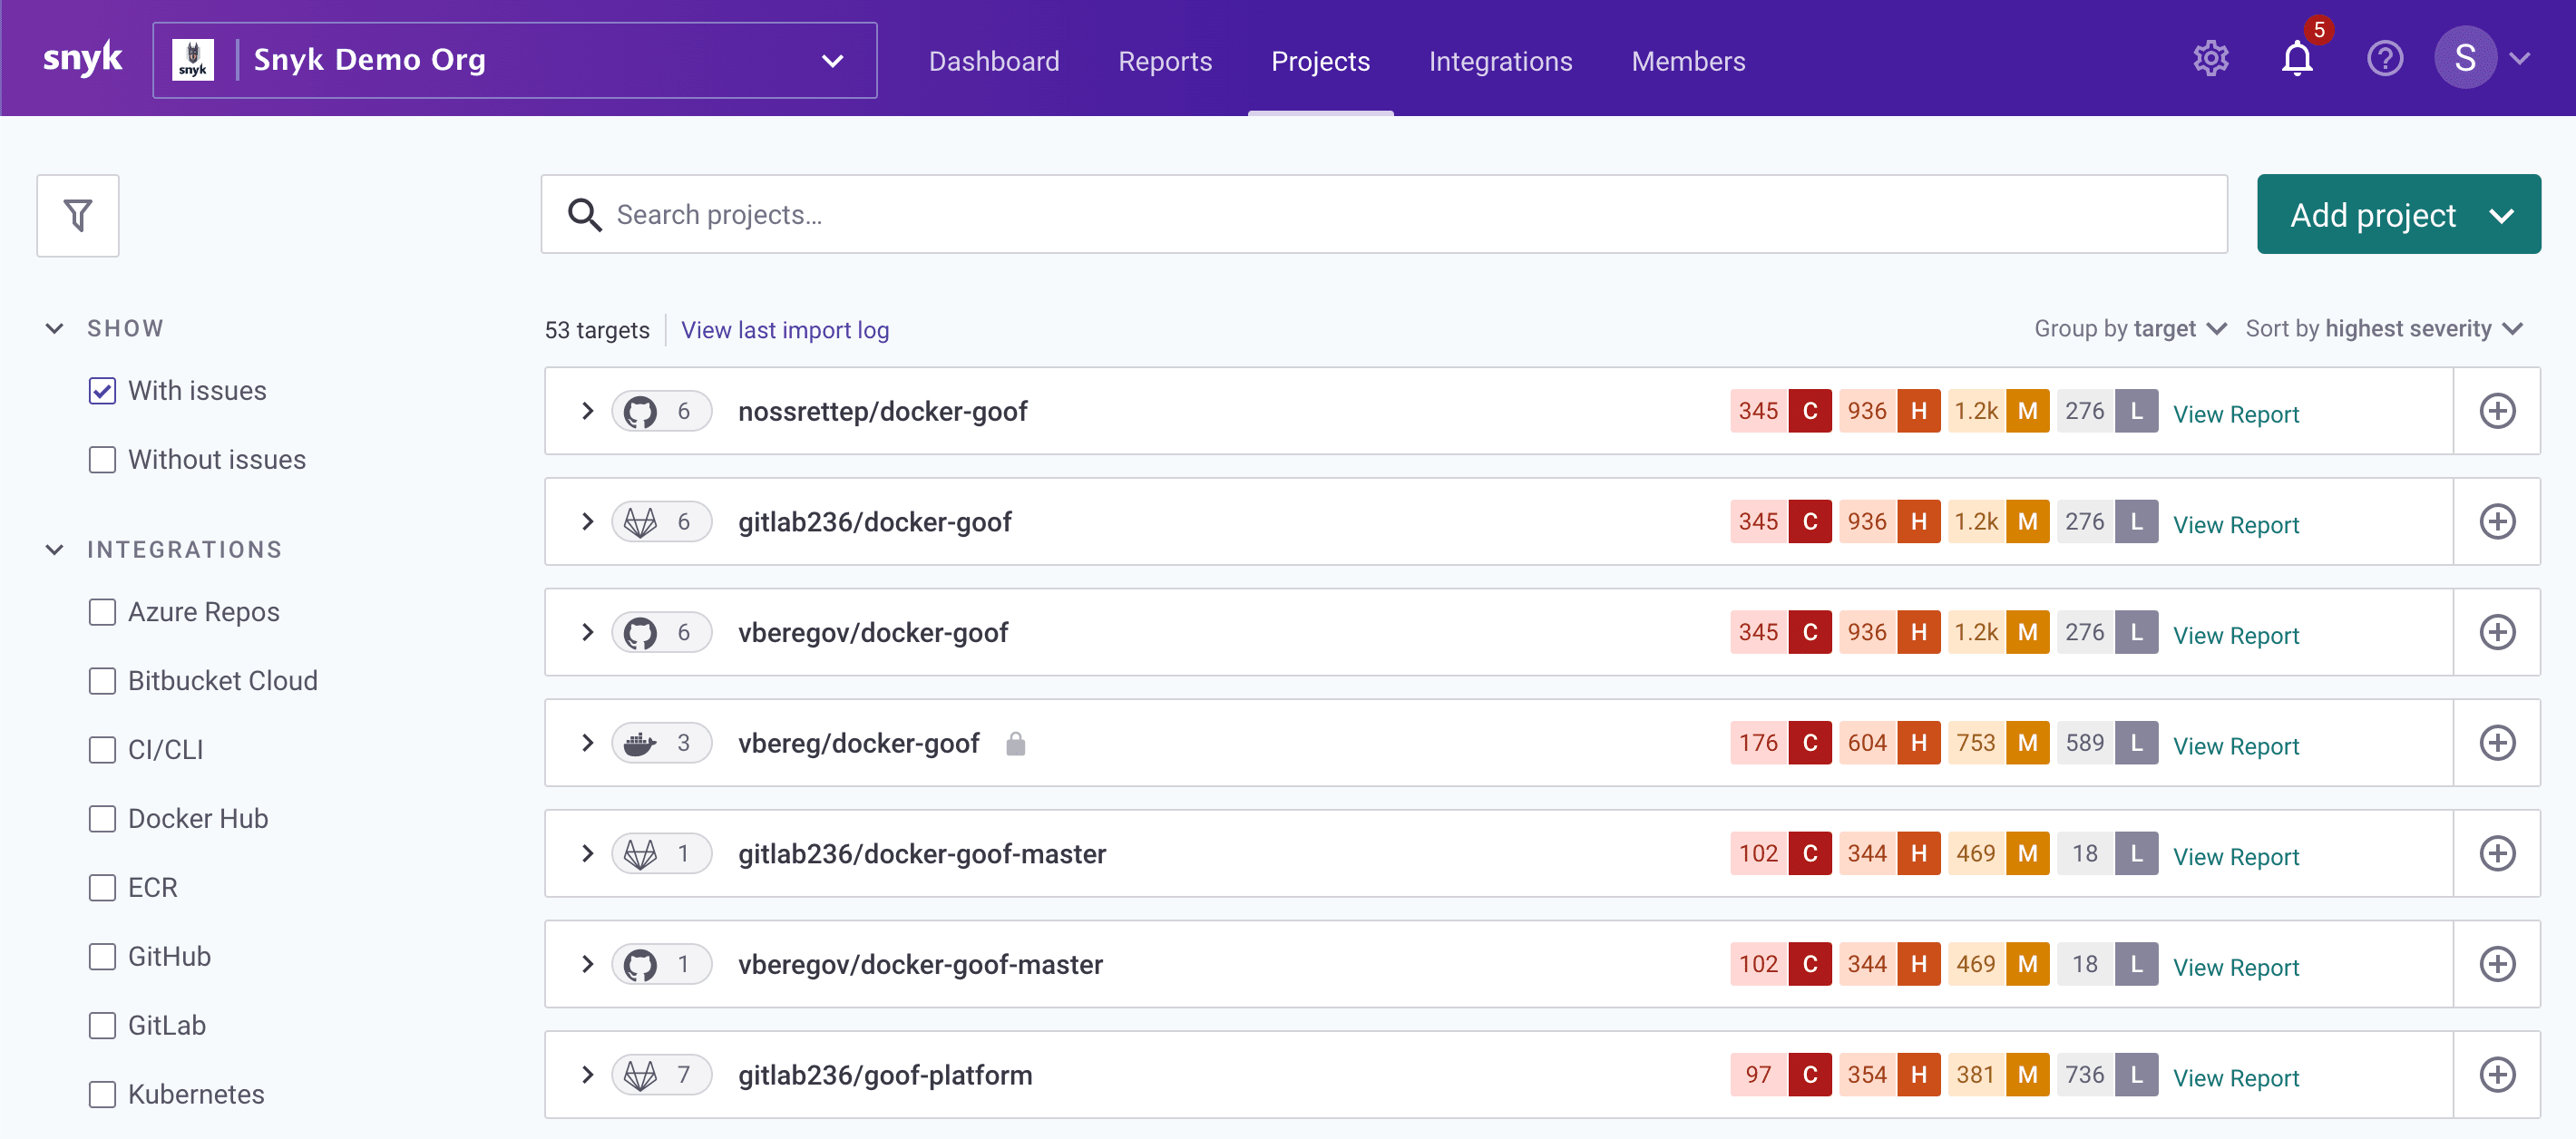 snyk
snyk
Snyk Demo Org
Dashboard
Reports
Projects
Integrations
Members
5
?
S
Search projects...
Add project
SHOW
With issues
Without issues
INTEGRATIONS
Azure Repos
Bitbucket Cloud
CI/CLI
Docker Hub
ECR
GitHub
GitLab
Kubernetes
53 targets
View last import log
Group by target
Sort by highest severity
6 nossrettep/docker-goof 345 C 936 H 1.2k M 276 L View Report
6 gitlab236/docker-goof 345 C 936 H 1.2k M 276 L View Report
6 vberegov/docker-goof 345 C 936 H 1.2k M 276 L View Report
3 vbereg/docker-goof 176 C 604 H 753 M 589 L View Report
1 gitlab236/docker-goof-master 102 C 344 H 469 M 18 L View Report
1 vberegov/docker-goof-master 102 C 344 H 469 M 18 L View Report
7 gitlab236/goof-platform 97 C 354 H 381 M 736 L View Report